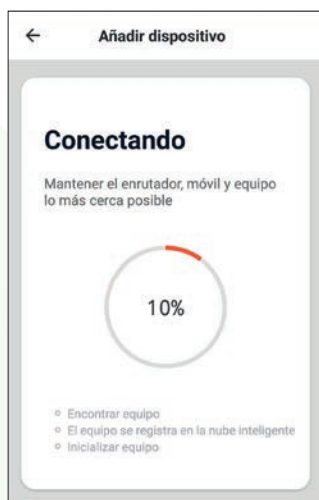 Añadir dispositivo
Conectando
Mantener el enrutador, móvil y equipo
lo más cerca posible
10%
Encontrar equipo
El equipo se registra en la nube inteligente
Inicializar equipo